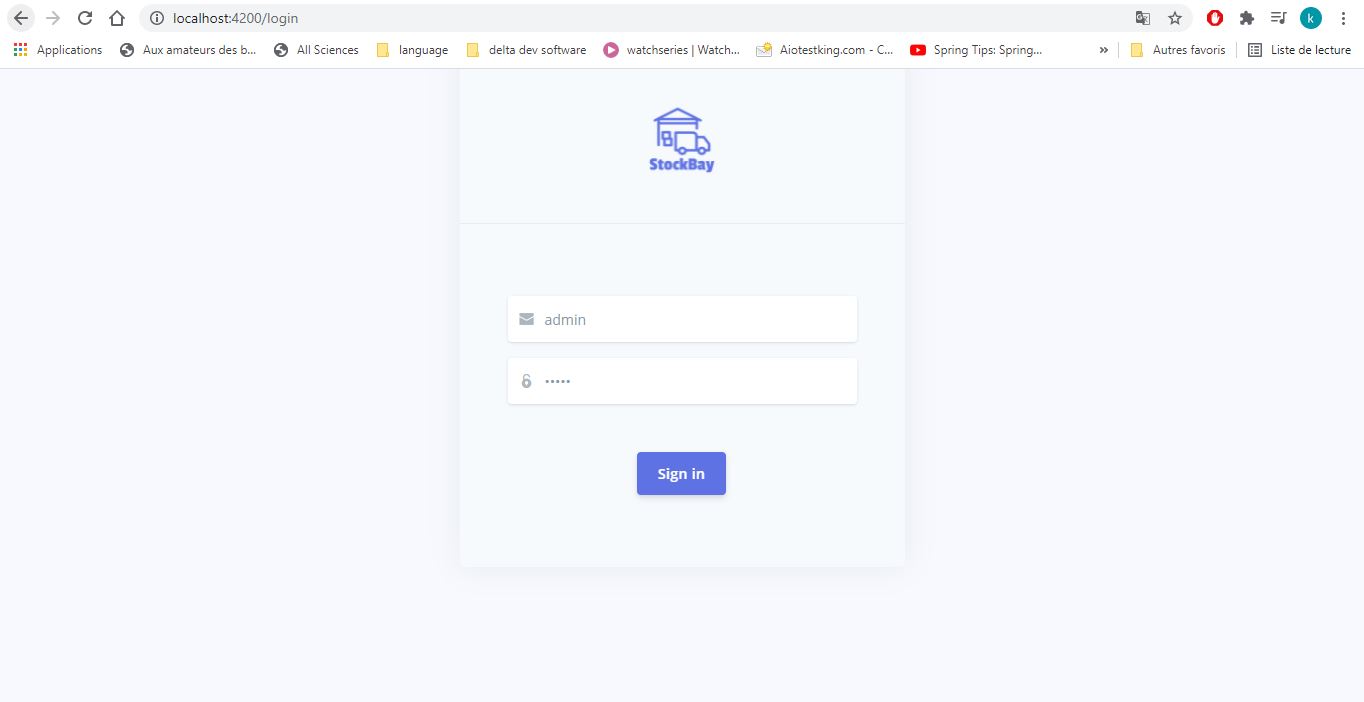 localhost:4200/login
k
Applications Aux amateurs des b... All Sciences language delta dev software watchseries | Watch... Aiotestking.com - C... Spring Tips: Spring... » Autres favoris Liste de lecture
StockBay
admin
•••••
Sign in